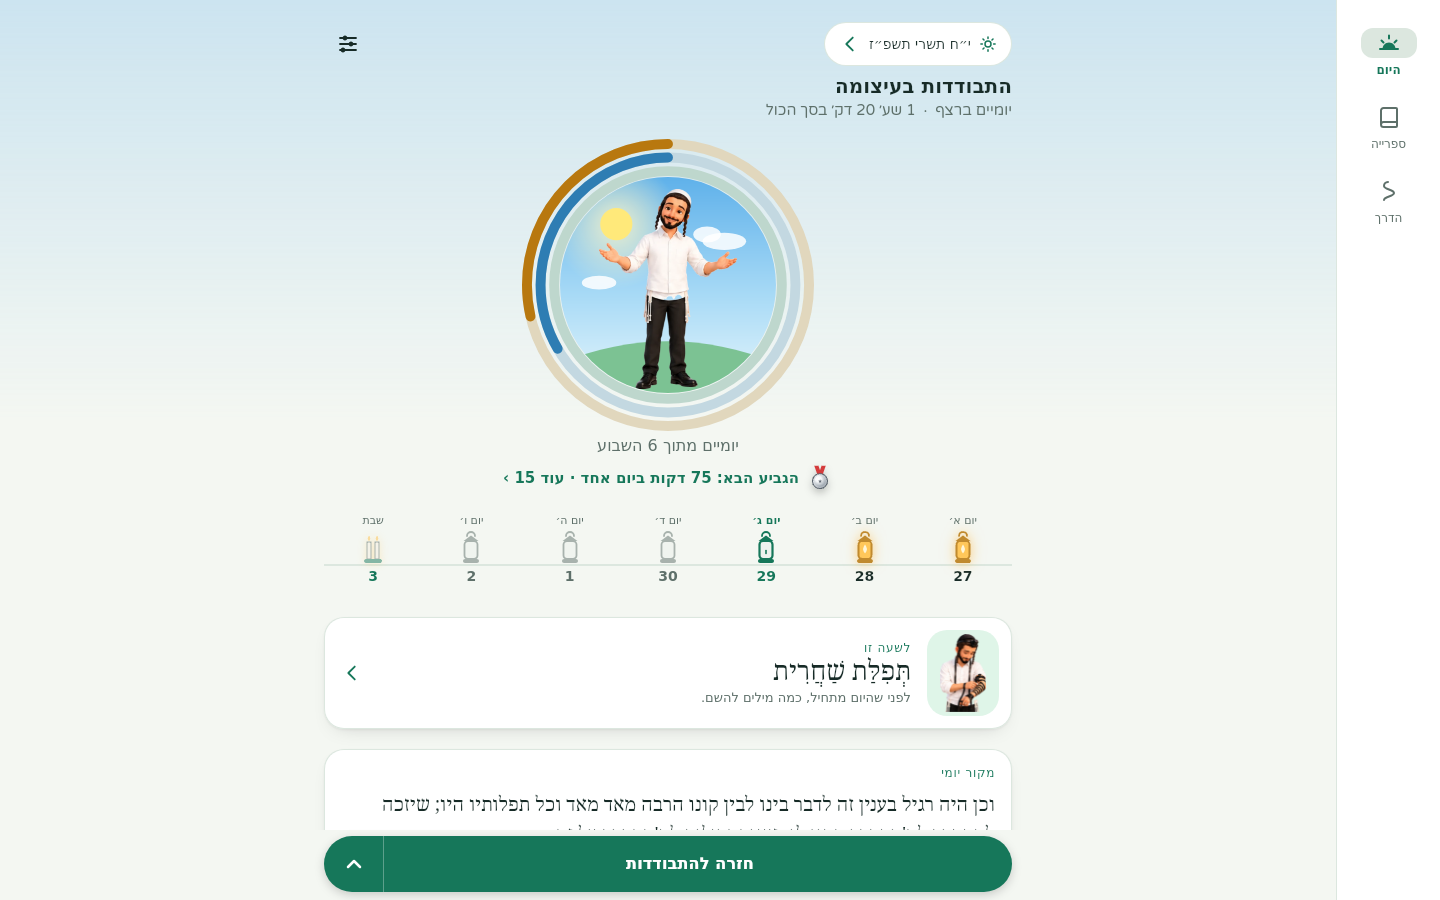 י״ח תשרי תשפ״ז
התבודדות בעיצומה
יומיים ברצף · 1 שע׳ 20 דק׳ בסך הכול
יומיים מתוך 6 השבוע
הגביע הבא: 75 דקות ביום אחד · עוד 15 ›
יום א׳ יום ב׳ יום ג׳ יום ד׳ יום ה׳ יום ו׳ שבת
27 28 29 30 1 2 3
לשעה זו
תְּפִלַּת שַׁחֲרִית
לפני שהיום מתחיל, כמה מילים להשם.
מקור יומי
וכן היה רגיל בענין זה לדבר בינו לבין קונו הרבה מאד מאד וכל תפלותיו היו; שיזכה
חזרה להתבודדות
היום
ספרייה
הדרך